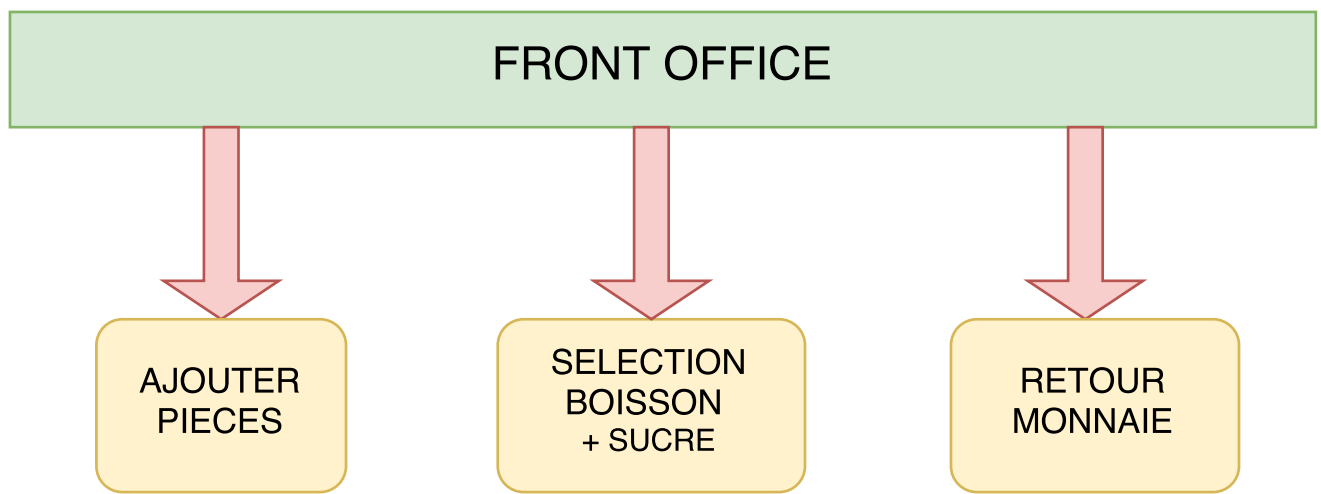 FRONT OFFICE
AJOUTER
PIECES
SELECTION
BOISSON
+ SUCRE
RETOUR
MONNAIE